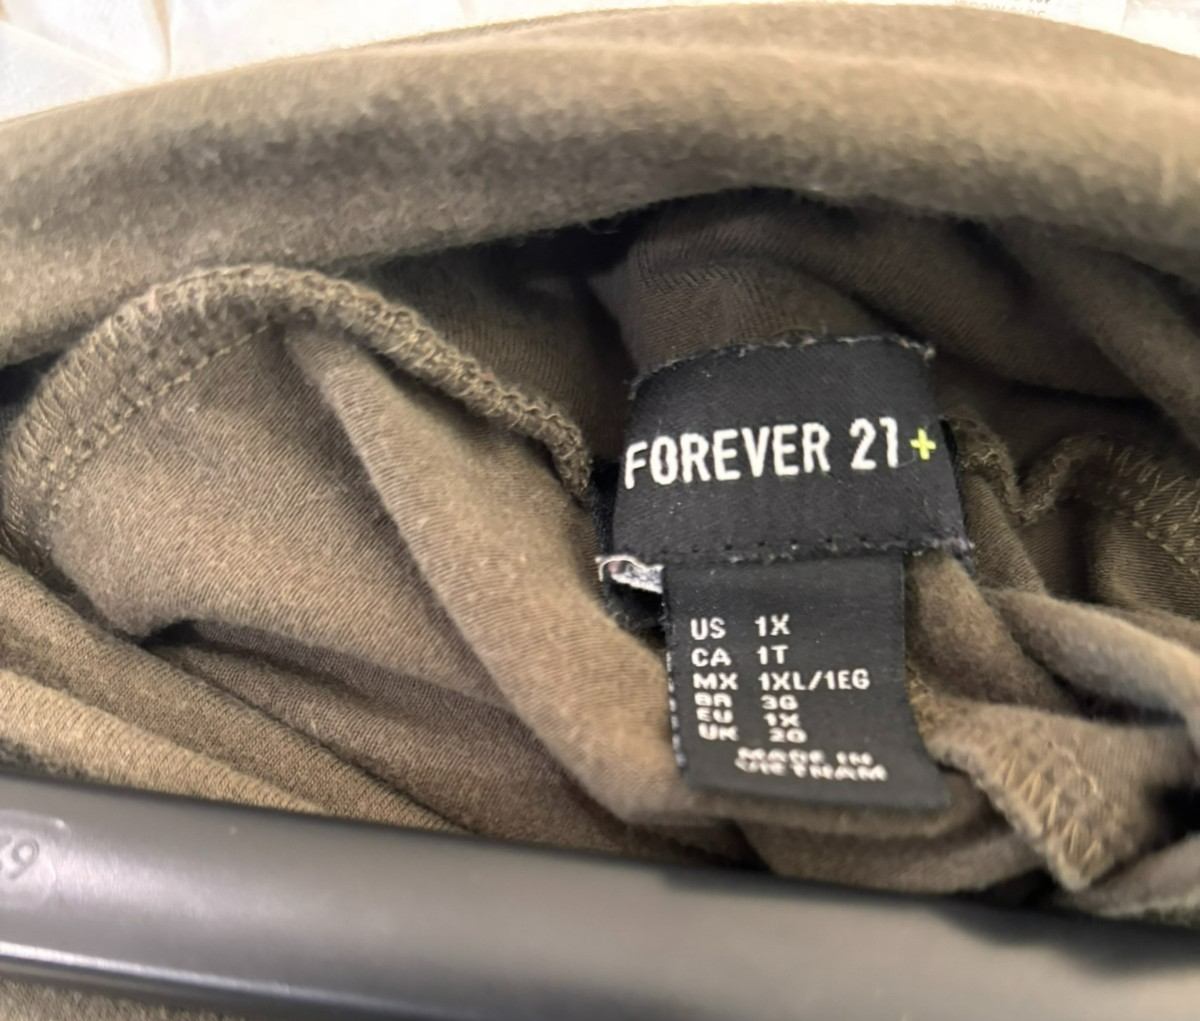 FOREVER 21+
US 1X
CA 1T
MX 1XL/1EG
BR 3G
EU 1X
UK 20
MADE IN
VIETNAM